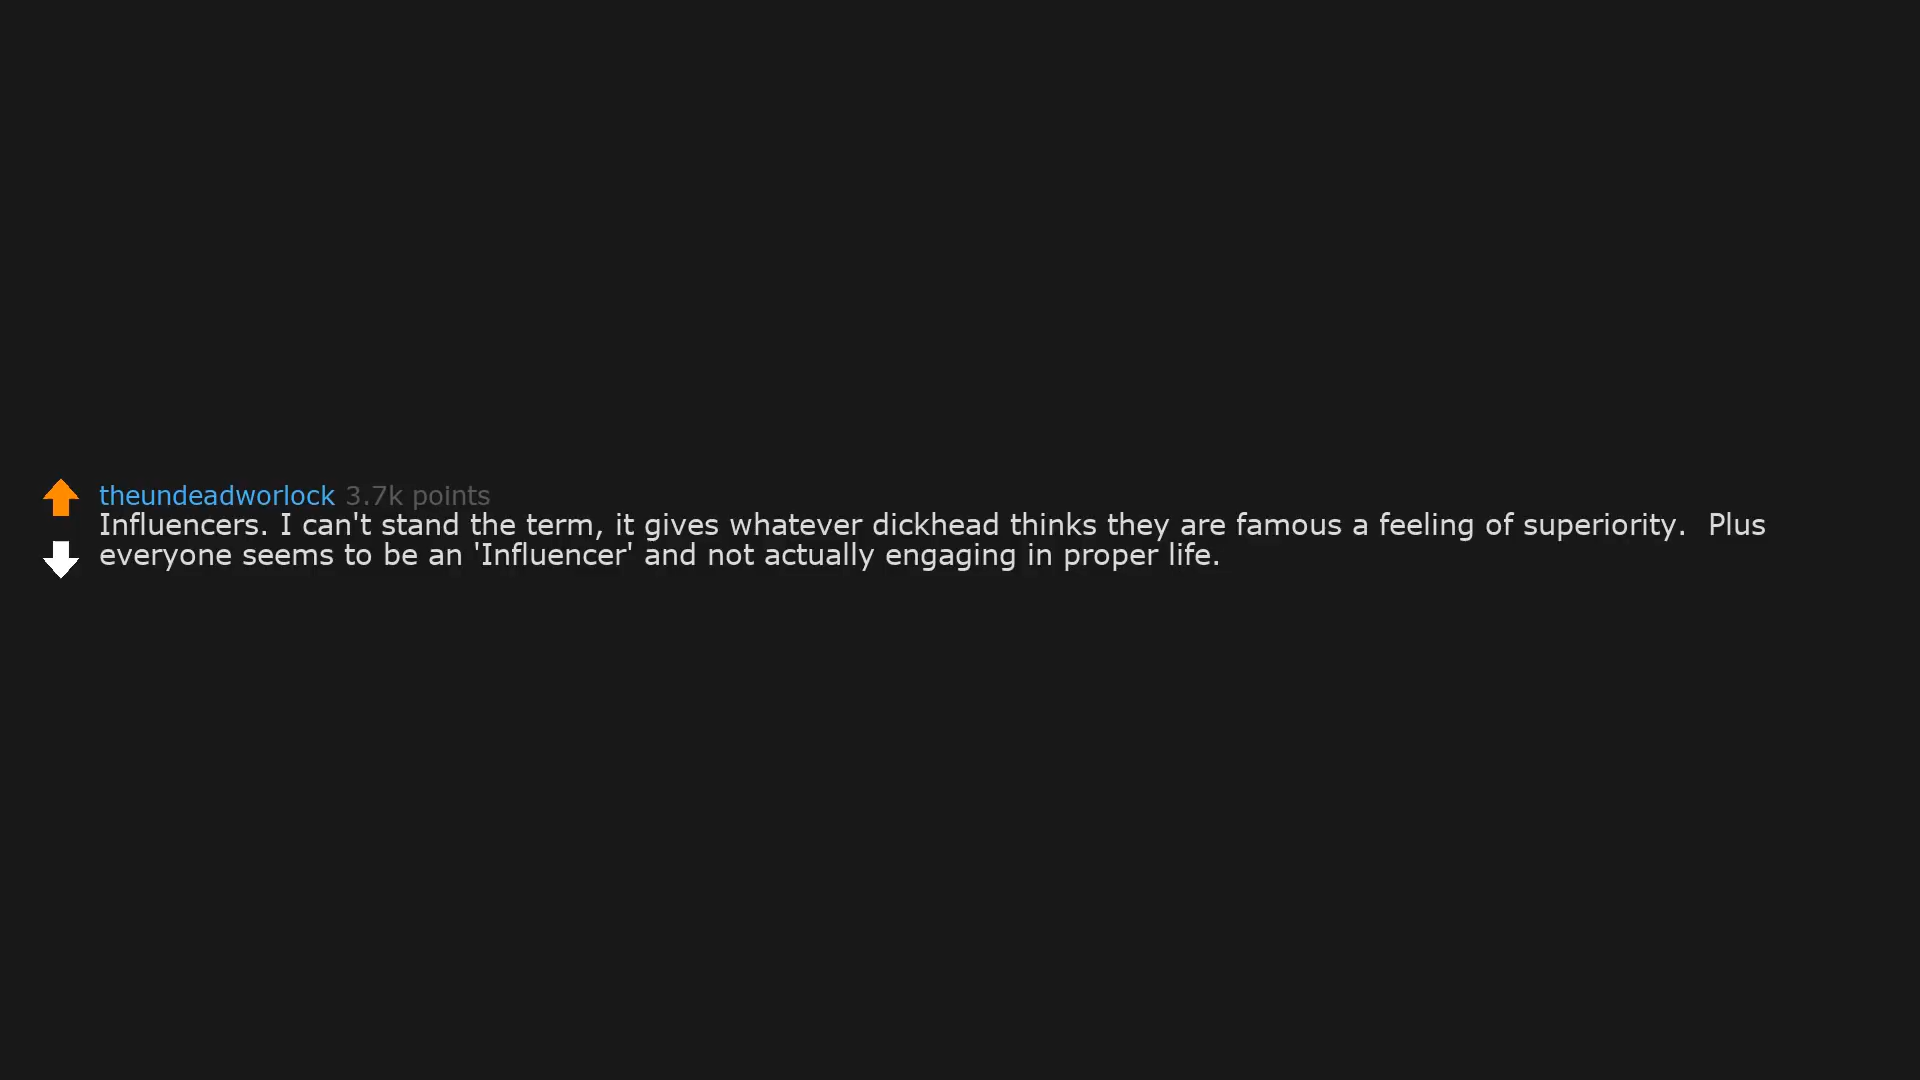 theundeadworlock 3.7k points
Influencers. I can't stand the term, it gives whatever dickhead thinks they are famous a feeling of superiority.  Plus
everyone seems to be an 'Influencer' and not actually engaging in proper life.